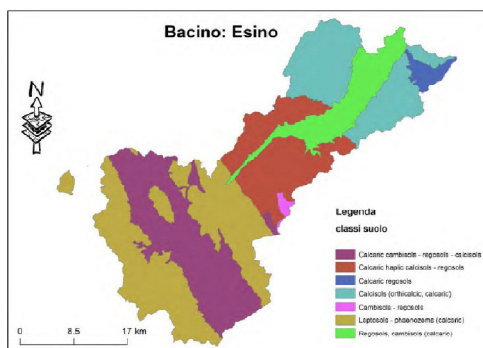 Bacino: Esino
N
Legenda
classi suolo
Calcaric cambisols - regosols - calcisols
Calcaric haplic calcisols - regosols
Calcaric regosols
Calcisols (orthicalcic, calcaric)
Cambisols - regosols
Leptosols - phaeozems (calcaric)
Regosols, cambisols (calcaric)
0 8.5 17 km